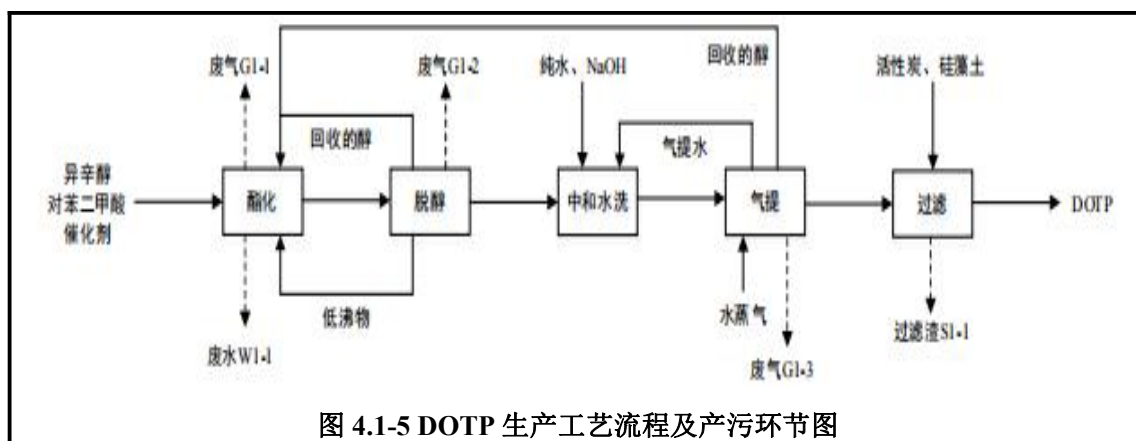 回收的醇
废气G1-1
废气G1-2
纯水、NaOH
活性炭、硅藻土
回收的醇
气提水
异辛醇
对苯二甲酸
催化剂
酯化
脱醇
中和水洗
气提
过滤
DOTP
低沸物
水蒸气
废水W1-1
废气G1-3
过滤渣S1-1
图 4.1-5 DOTP 生产工艺流程及产污环节图